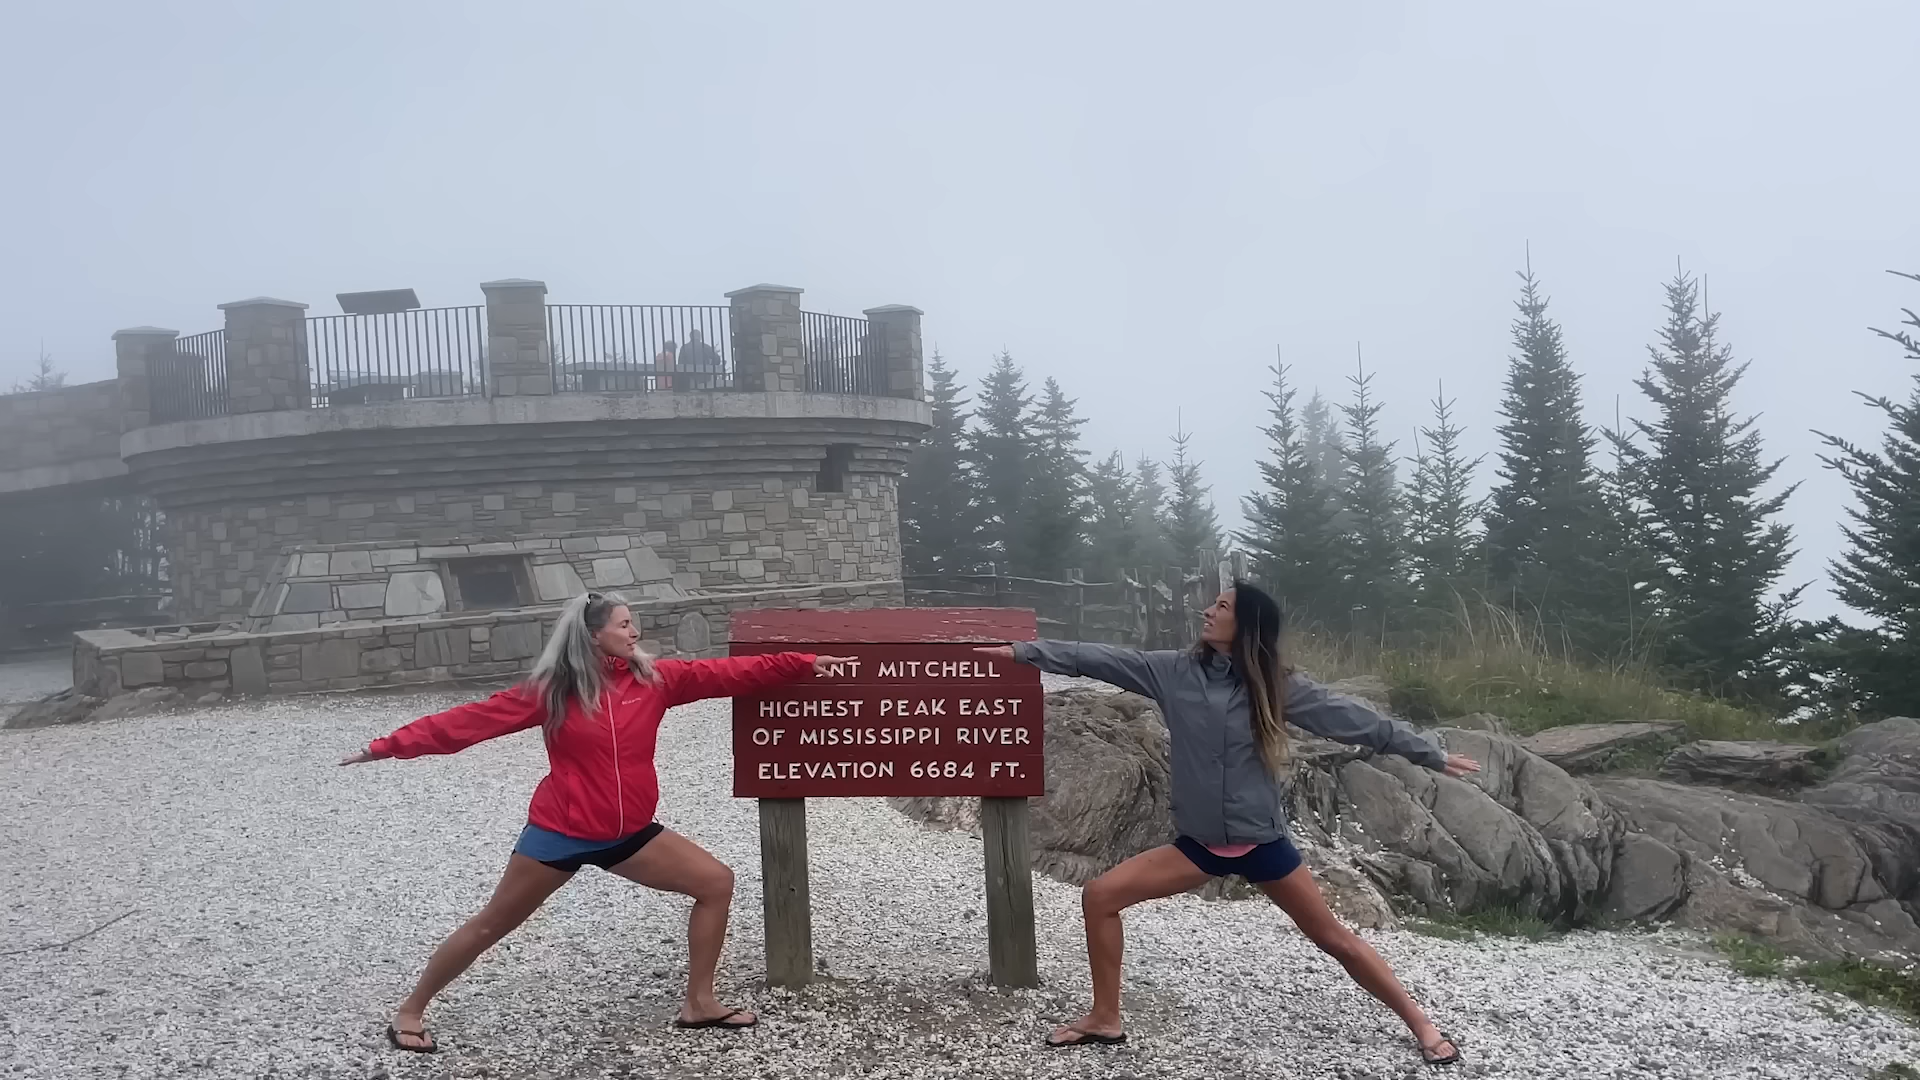 NT MITCHELL
HIGHEST PEAK EAST
OF MISSISSIPPI RIVER
ELEVATION 6684 FT.